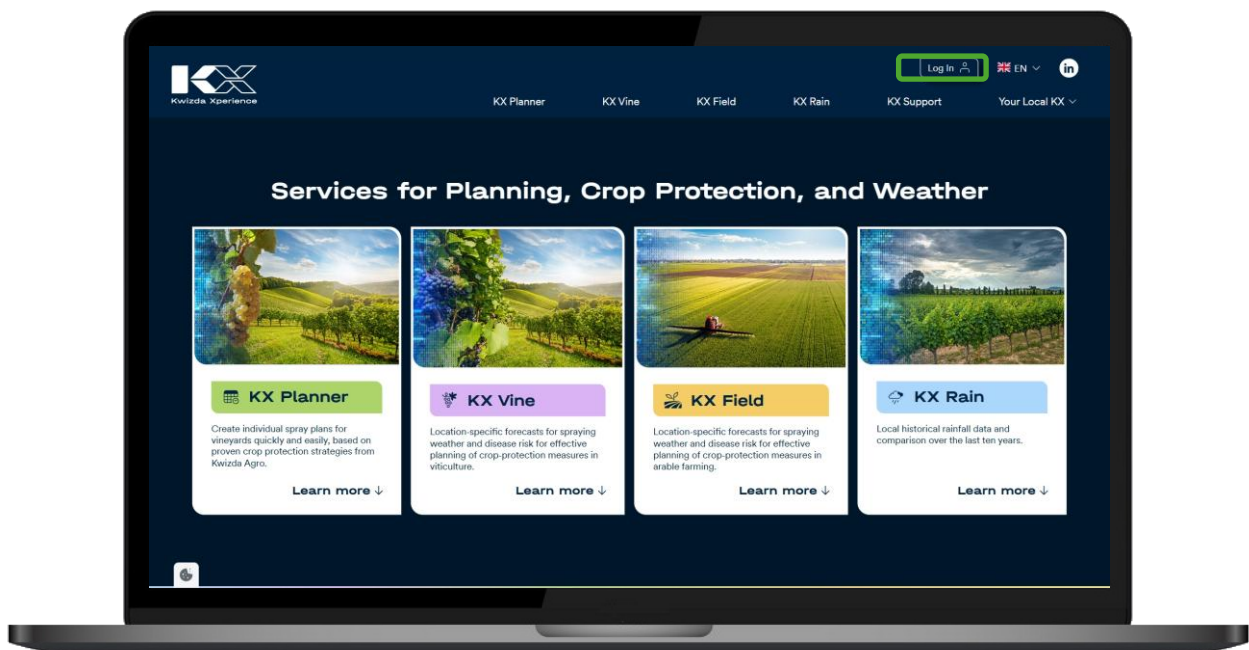 KX
Kwizda Xperience
Log In
EN
in
KX Planner
KX Vine
KX Field
KX Rain
KX Support
Your Local KX
Services for Planning, Crop Protection, and Weather
KX Planner
Create individual spray plans for
vineyards quickly and easily, based on
proven crop protection strategies from
Kwizda Agro.
Learn more ↓
KX Vine
Location-specific forecasts for spraying
weather and disease risk for effective
planning of crop-protection measures in
viticulture.
Learn more ↓
KX Field
Location-specific forecasts for spraying
weather and disease risk for effective
planning of crop-protection measures in
arable farming.
Learn more ↓
KX Rain
Local historical rainfall data and
comparison over the last ten years.
Learn more ↓